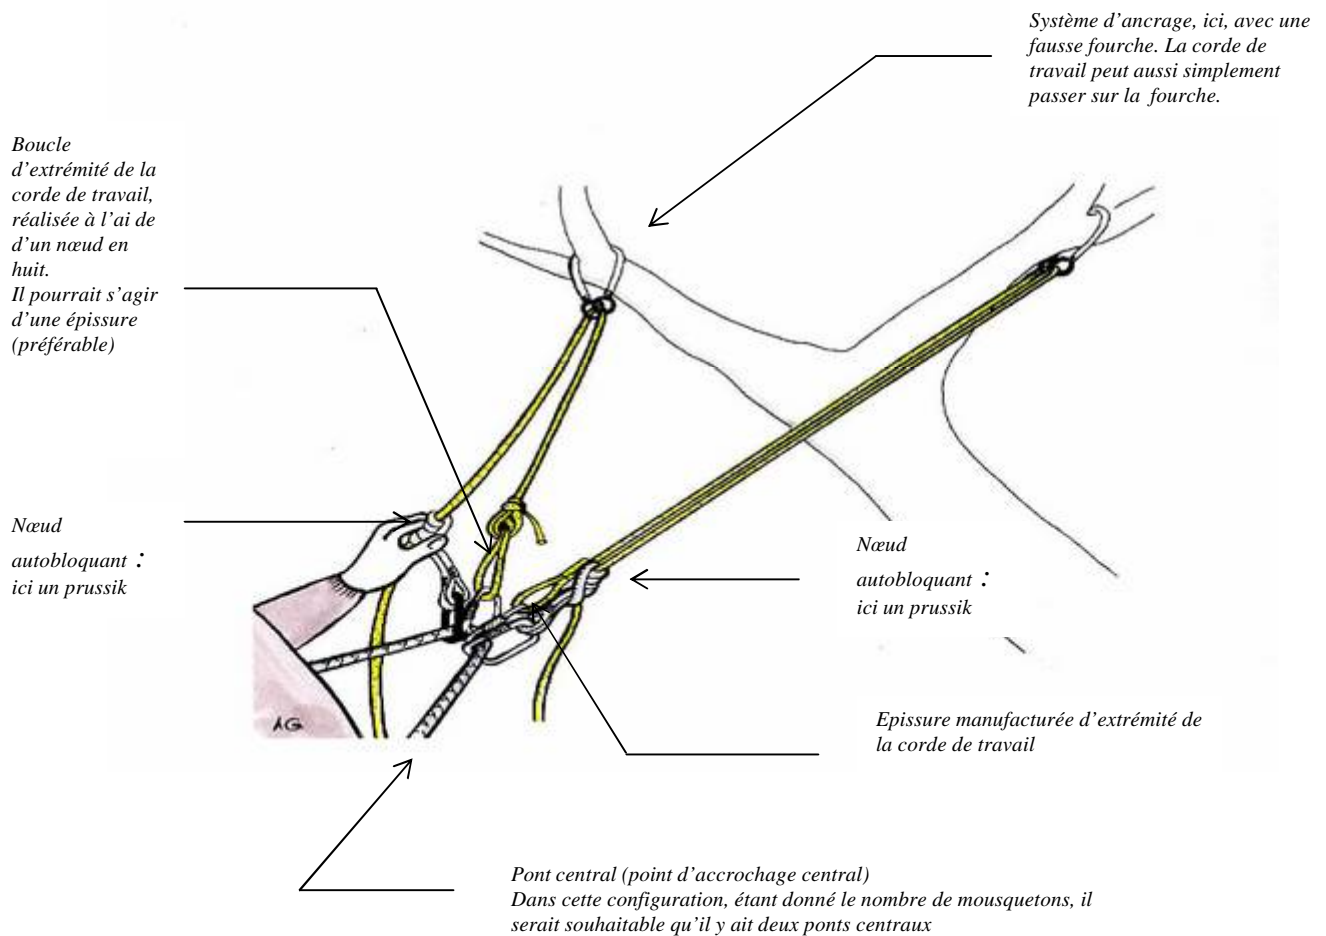 Système d’ancrage, ici, avec une
fausse fourche. La corde de
travail peut aussi simplement
passer sur la fourche.
Boucle
d’extrémité de la
corde de travail,
réalisée à l’ai de
d’un nœud en
huit.
Il pourrait s’agir
d’une épissure
(préférable)
Nœud
autobloquant :
ici un prussik
Nœud
autobloquant :
ici un prussik
AG
Epissure manufacturée d’extrémité de
la corde de travail
Pont central (point d’accrochage central)
Dans cette configuration, étant donné le nombre de mousquetons, il
serait souhaitable qu’il y ait deux ponts centraux